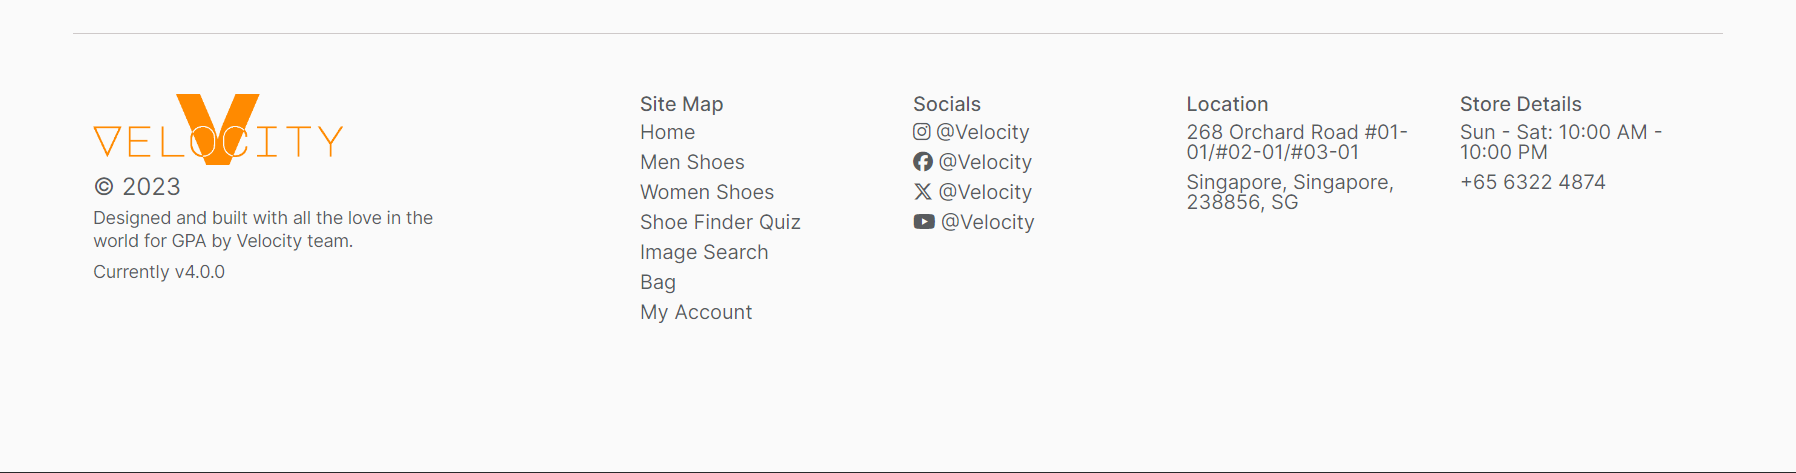 VELOCITY
© 2023
Designed and built with all the love in the
world for GPA by Velocity team.
Currently v4.0.0
Site Map
Home
Men Shoes
Women Shoes
Shoe Finder Quiz
Image Search
Bag
My Account
Socials
@Velocity
@Velocity
@Velocity
@Velocity
Location
268 Orchard Road #01-
01/#02-01/#03-01
Singapore, Singapore,
238856, SG
Store Details
Sun - Sat: 10:00 AM -
10:00 PM
+65 6322 4874